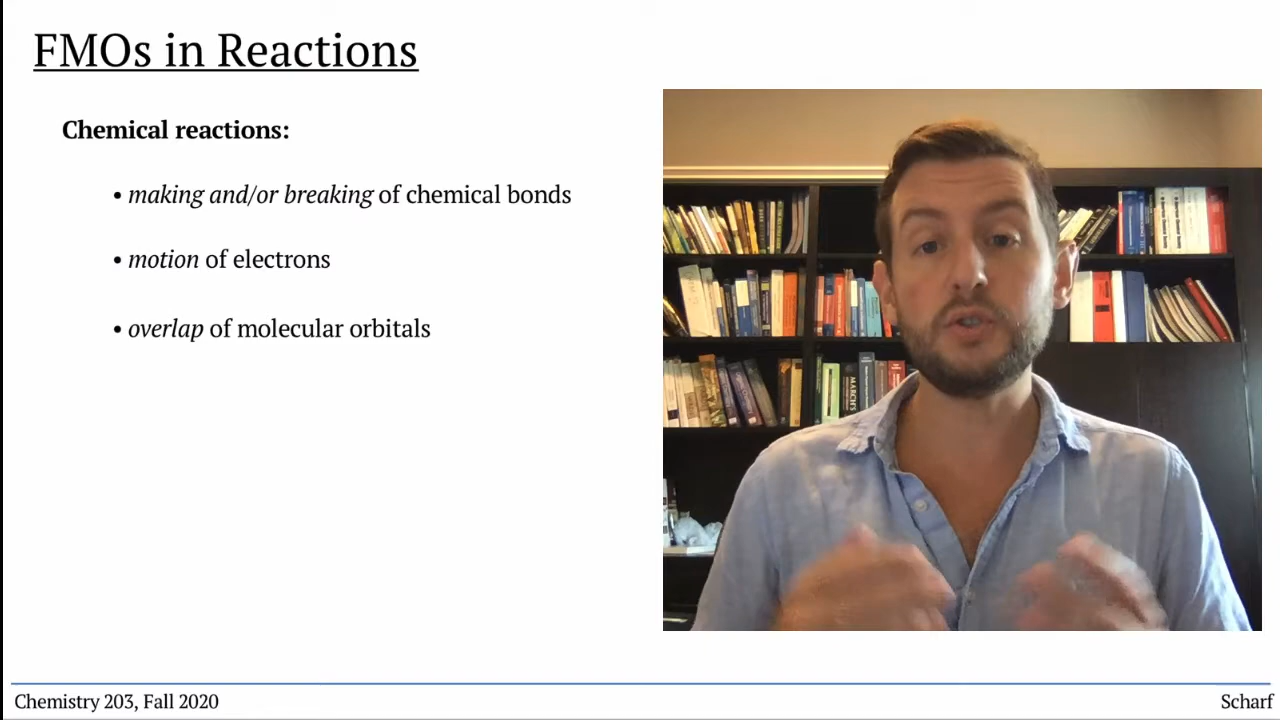 FMOs in Reactions
Chemical reactions:
• making and/or breaking of chemical bonds
• motion of electrons
• overlap of molecular orbitals
MARCH'S
Chemistry 203, Fall 2020
Scharf